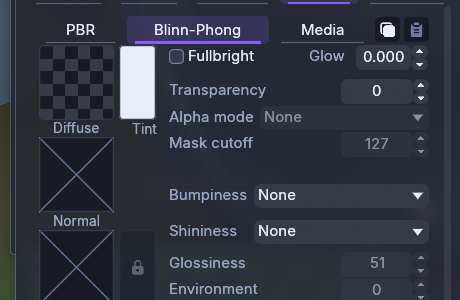 PBR Blinn-Phong Media
Fullbright Glow 0.000
Transparency 0
Alpha mode None
Diffuse Tint
Mask cutoff 127
Bumpiness None
Normal
Shininess None
Glossiness 51
Environment 0